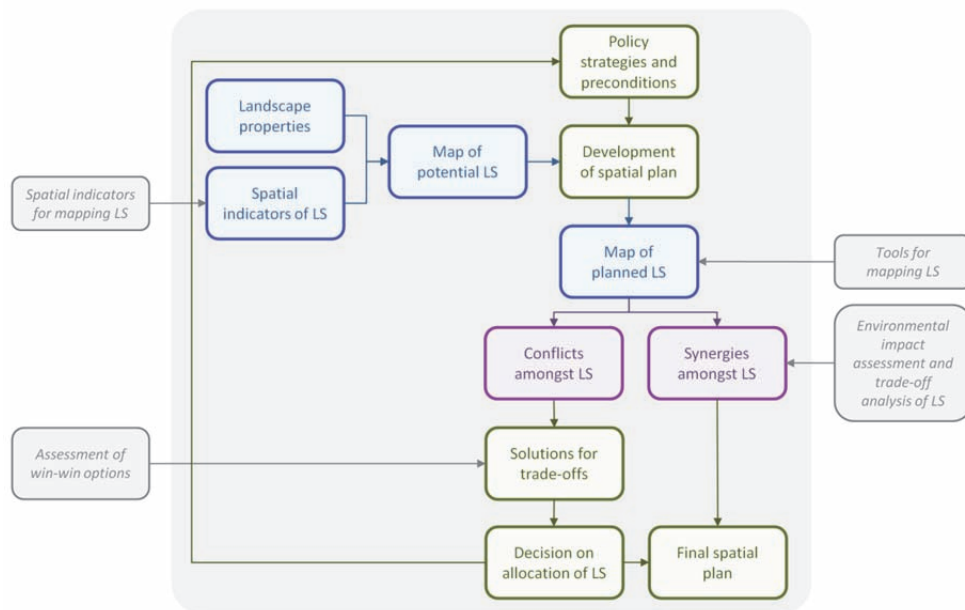 Policy
strategies and
preconditions
Landscape
properties
Map of
potential LS
Development
of spatial plan
Spatial indicators
for mapping LS
Spatial
indicators of LS
Map of
planned LS
Tools for
mapping LS
Conflicts
amongst LS
Synergies
amongst LS
Environmental
impact
assessment and
trade-off
analysis of LS
Assessment of
win-win options
Solutions for
trade-offs
Decision on
allocation of LS
Final spatial
plan